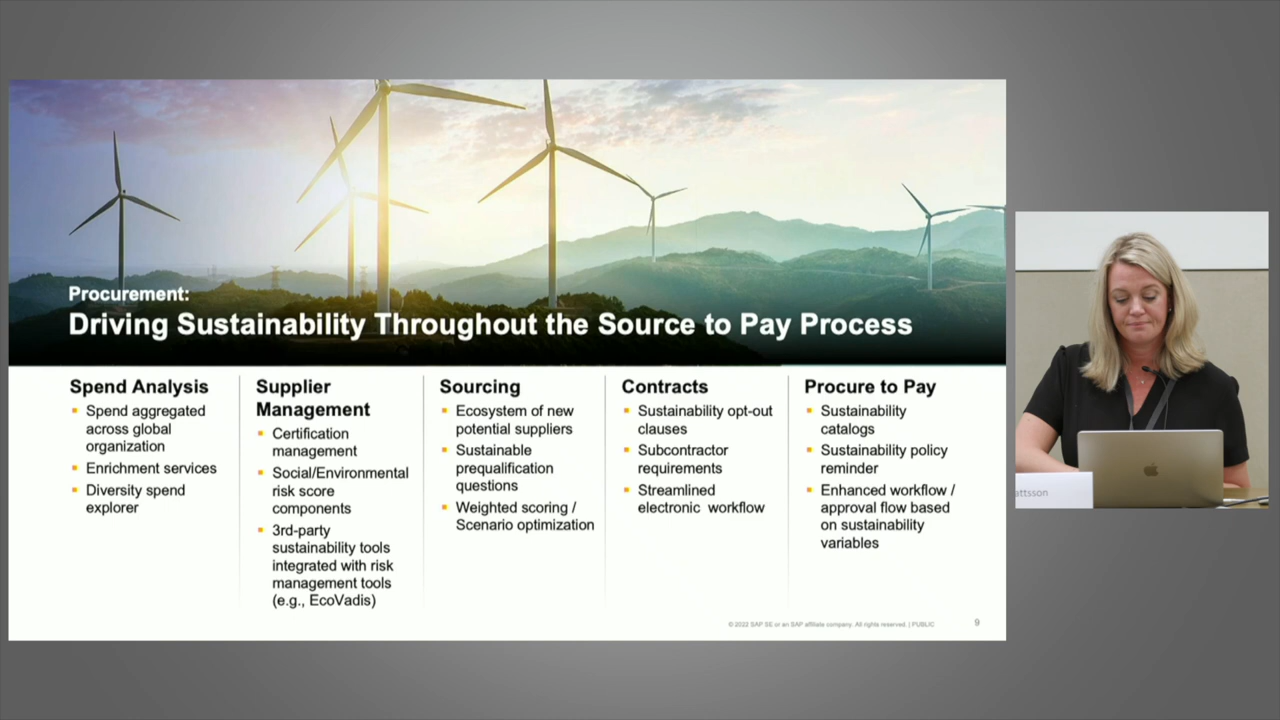 Procurement:
Driving Sustainability Throughout the Source to Pay Process
Spend Analysis
Spend aggregated
across global
organization
Enrichment services
Diversity spend
explorer
Supplier
Management
Certification
management
Social/Environmental
risk score
components
3rd-party
sustainability tools
integrated with risk
management tools
(e.g., EcoVadis)
Sourcing
Ecosystem of new
potential suppliers
Sustainable
prequalification
questions
Weighted scoring /
Scenario optimization
Contracts
Sustainability opt-out
clauses
Subcontractor
requirements
Streamlined
electronic workflow
Procure to Pay
Sustainability
catalogs
Sustainability policy
reminder
Enhanced workflow /
approval flow based
on sustainability
variables
© 2022 SAP SE or an SAP affiliate company. All rights reserved. | PUBLIC
9
attsson